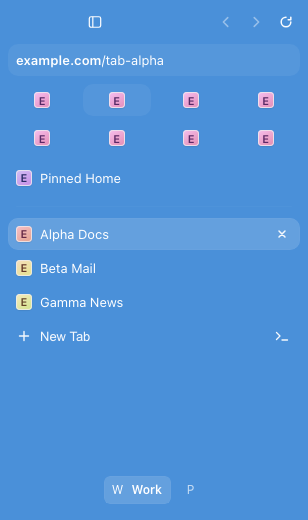 example.com/tab-alpha
E E E E
E E E E
E Pinned Home
E Alpha Docs
E Beta Mail
E Gamma News
New Tab
W Work P